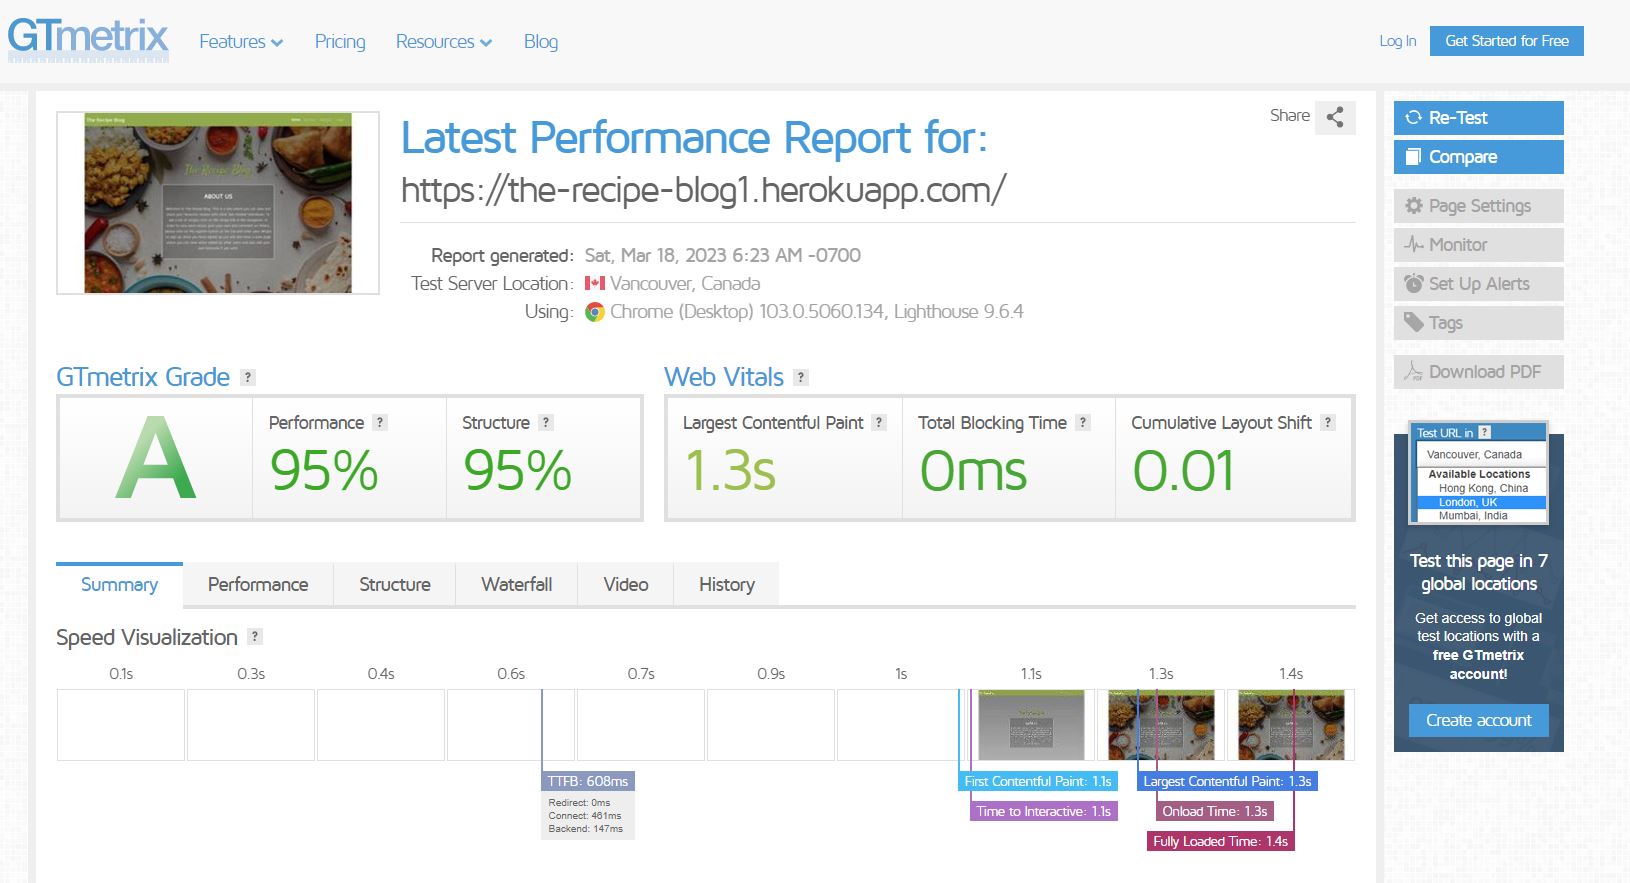 GTmetrix
Features
Pricing
Resources
Blog
Log In
Get Started for Free
The Recipe Blog
The Recipe Blog
ABOUT US
Latest Performance Report for:
https://the-recipe-blog1.herokuapp.com/
Share
Report generated: Sat, Mar 18, 2023 6:23 AM -0700
Test Server Location: Vancouver, Canada
Using: Chrome (Desktop) 103.0.5060.134, Lighthouse 9.6.4
Re-Test
Compare
Page Settings
Monitor
Set Up Alerts
Tags
Download PDF
GTmetrix Grade ?
A
Performance ?
95%
Structure ?
95%
Web Vitals ?
Largest Contentful Paint ?
1.3s
Total Blocking Time ?
0ms
Cumulative Layout Shift ?
0.01
Test URL in ?
Vancouver, Canada
Available Locations
Hong Kong, China
London, UK
Mumbai, India
Test this page in 7
global locations
Get access to global
test locations with a
free GTmetrix
account!
Create account
Summary
Performance
Structure
Waterfall
Video
History
Speed Visualization ?
0.1s
0.3s
0.4s
0.6s
0.7s
0.9s
1s
1.1s
1.3s
1.4s
TTFB: 608ms
Redirect: 0ms
Connect: 461ms
Backend: 147ms
First Contentful Paint: 1.1s
Time to Interactive: 1.1s
Largest Contentful Paint: 1.3s
Onload Time: 1.3s
Fully Loaded Time: 1.4s